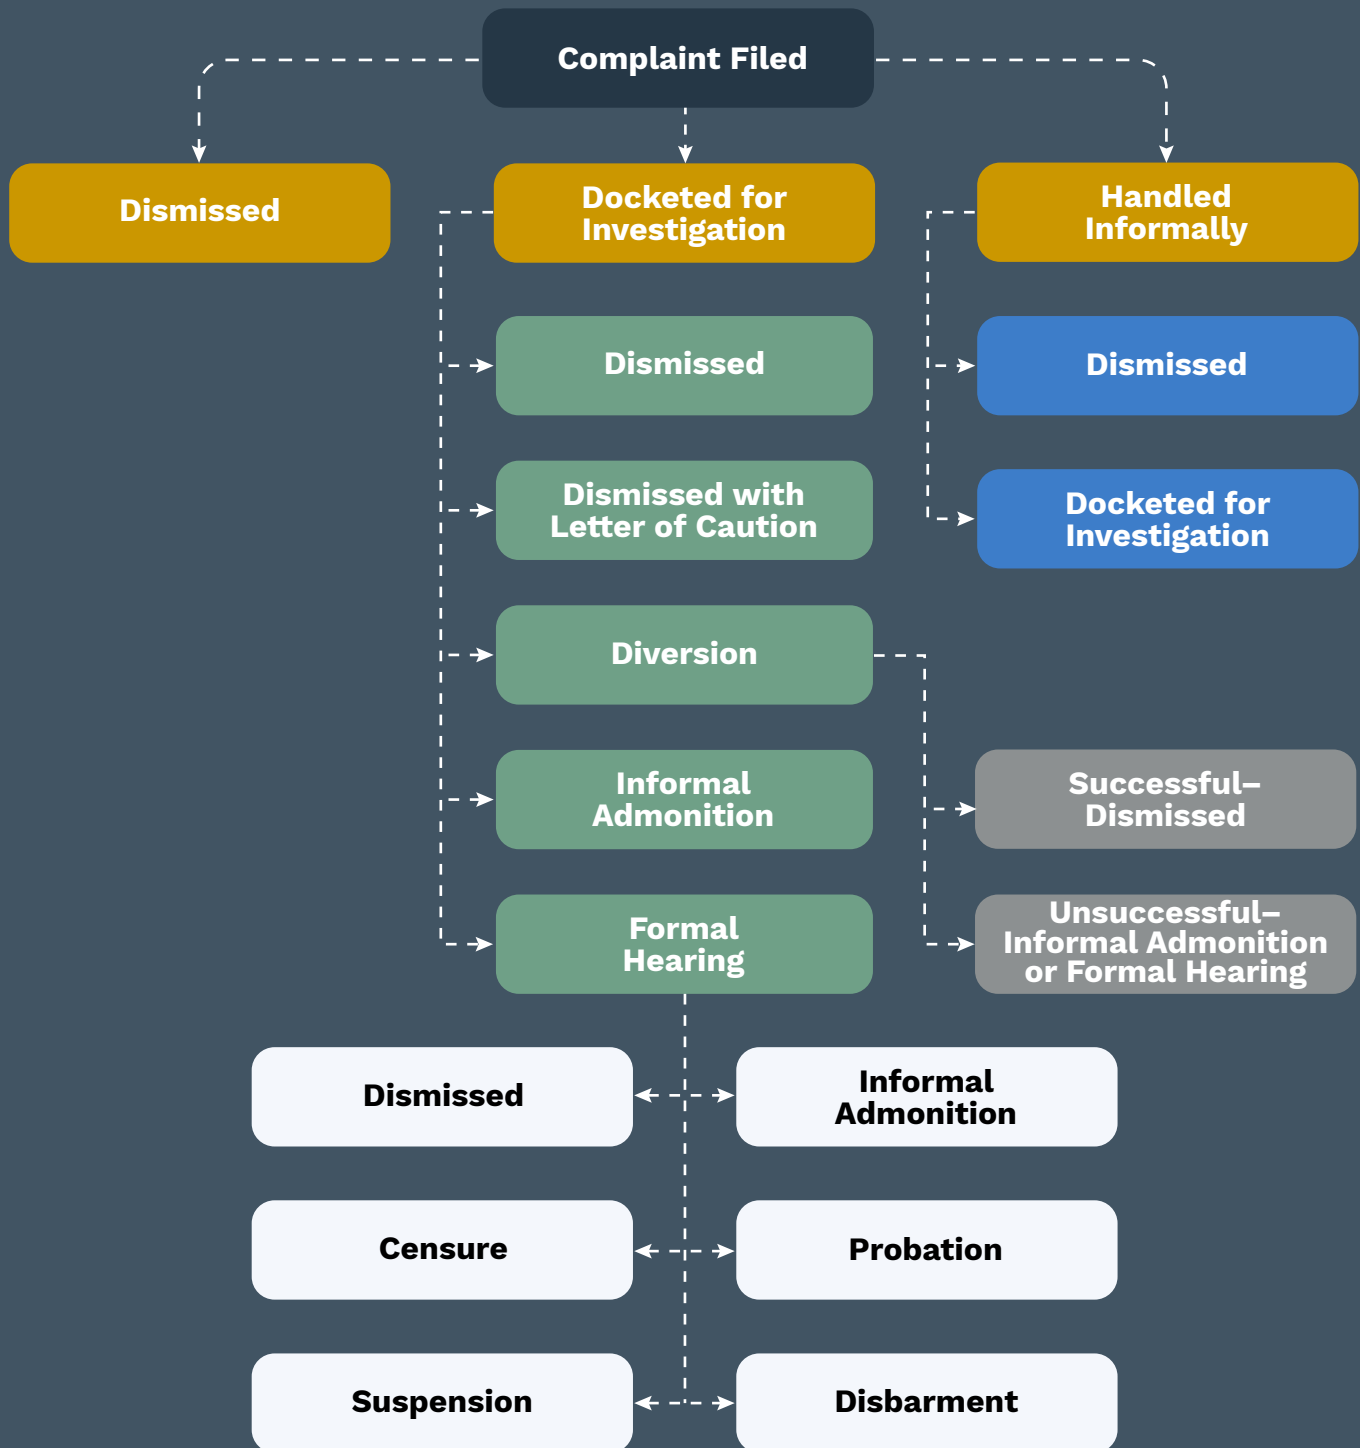 Complaint Filed
Dismissed
Docketed for
Investigation
Handled
Informally
Dismissed
Dismissed
Dismissed with
Letter of Caution
Docketed for
Investigation
Diversion
Informal
Admonition
Successful–
Dismissed
Formal
Hearing
Unsuccessful–
Informal Admonition
or Formal Hearing
Dismissed
Informal
Admonition
Censure
Probation
Suspension
Disbarment